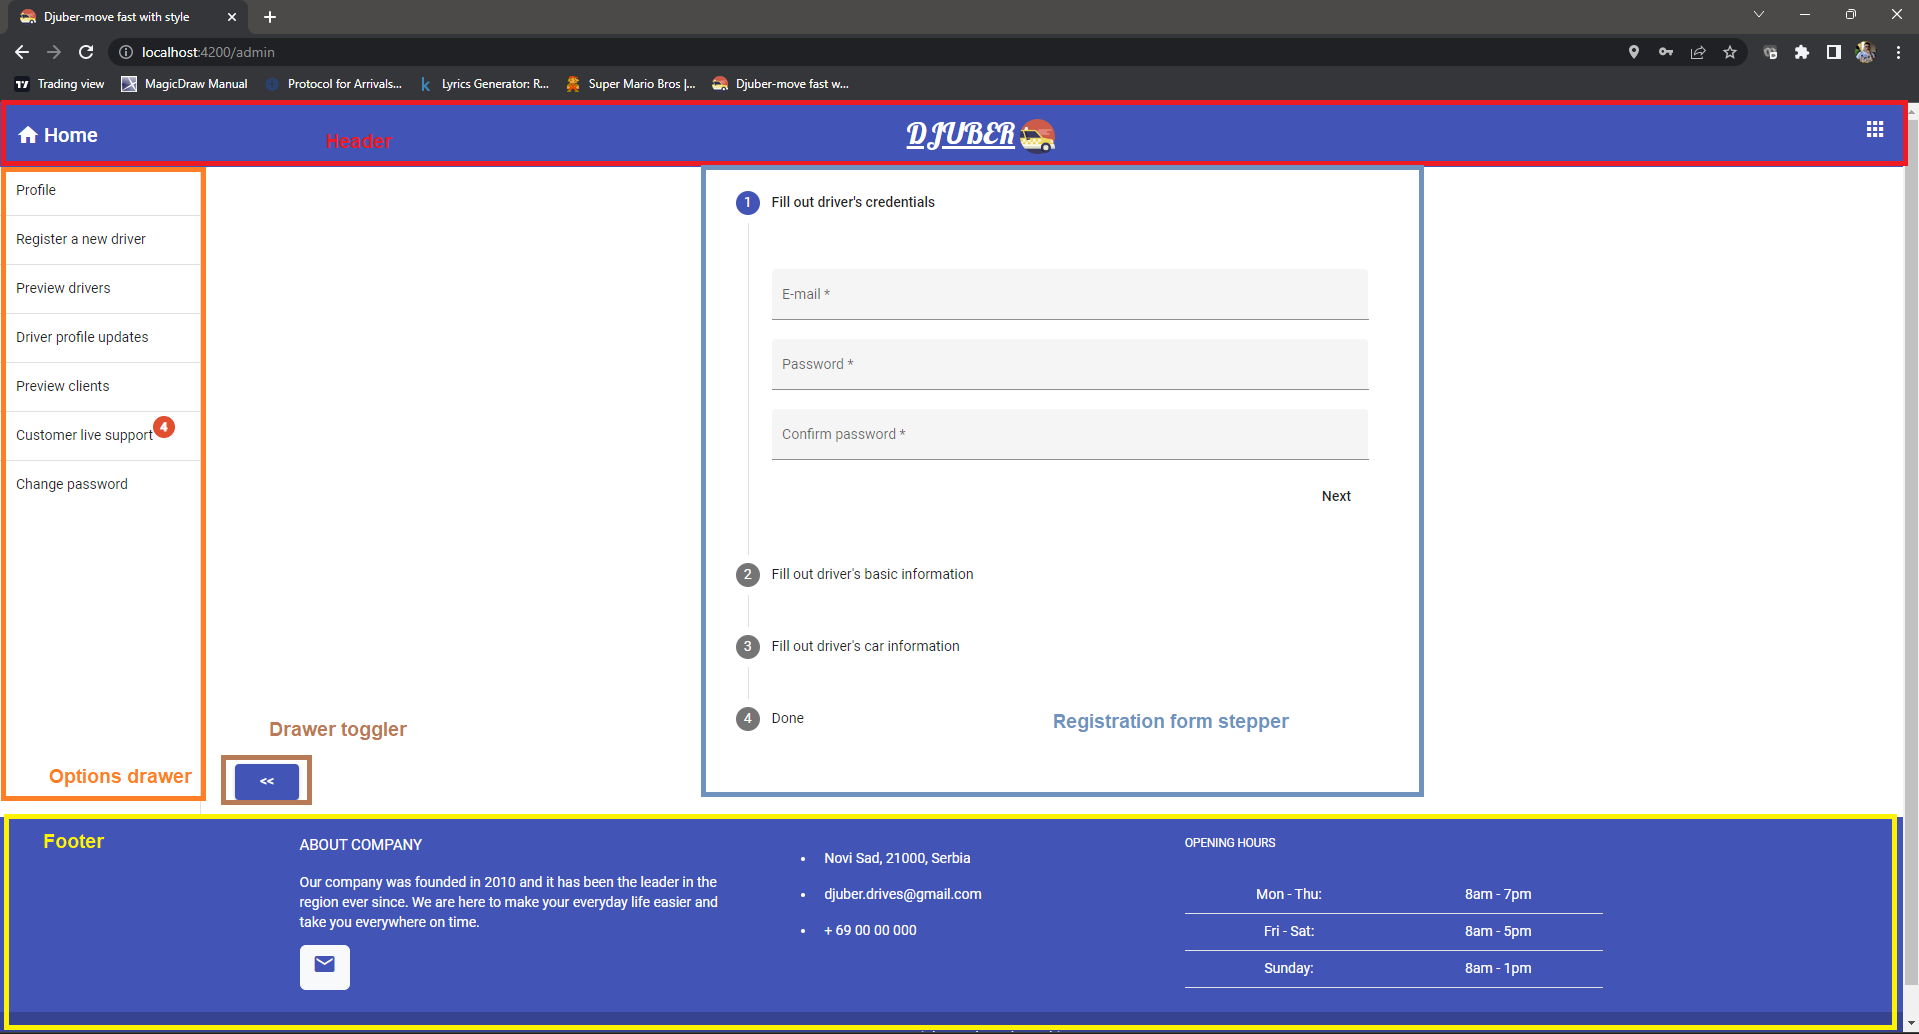 Djuber-move fast with style
localhost:4200/admin
Trading view
MagicDraw Manual
Protocol for Arrivals...
k
Lyrics Generator: R...
Super Mario Bros |...
Djuber-move fast w...
Home
Header
DJUBER
Profile
Register a new driver
Preview drivers
Driver profile updates
Preview clients
Customer live support
4
Change password
Options drawer
Drawer toggler
<<
1
Fill out driver's credentials
E-mail *
Password *
Confirm password *
Next
2
Fill out driver's basic information
3
Fill out driver's car information
4
Done
Registration form stepper
Footer
ABOUT COMPANY
Our company was founded in 2010 and it has been the leader in the
region ever since. We are here to make your everyday life easier and
take you everywhere on time.
• Novi Sad, 21000, Serbia
• djuber.drives@gmail.com
• + 69 00 00 000
OPENING HOURS
Mon - Thu: 8am - 7pm
Fri - Sat: 8am - 5pm
Sunday: 8am - 1pm